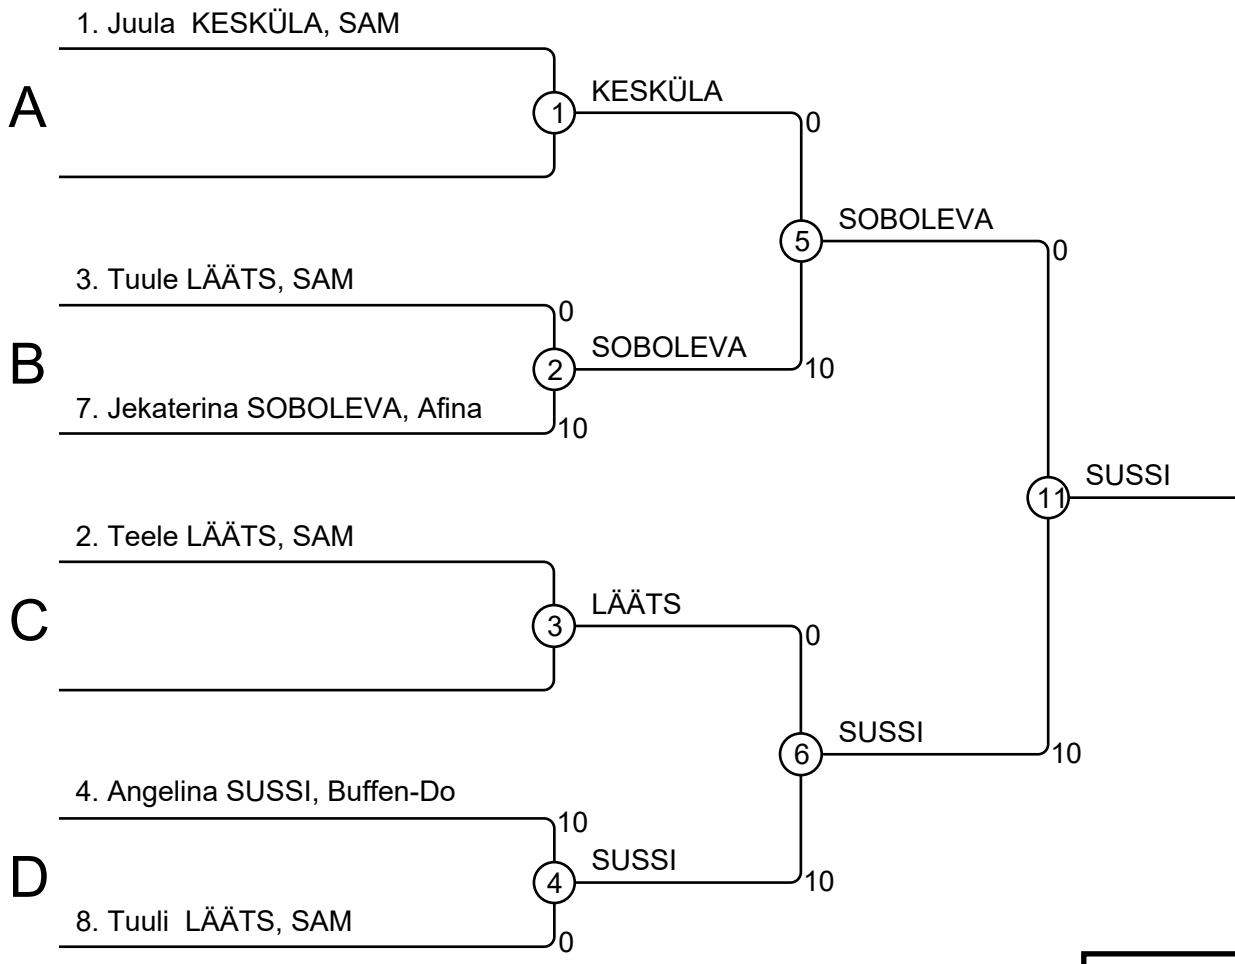 1. Juula  KESKÜLA, SAM
A
1
KESKÜLA
0
5
SOBOLEVA
0
3. Tuule LÄÄTS, SAM
0
B
2
SOBOLEVA
10
7. Jekaterina SOBOLEVA, Afina
10
11
SUSSI
2. Teele LÄÄTS, SAM
C
3
LÄÄTS
0
6
SUSSI
10
4. Angelina SUSSI, Buffen-Do
10
D
4
SUSSI
10
8. Tuuli  LÄÄTS, SAM
0